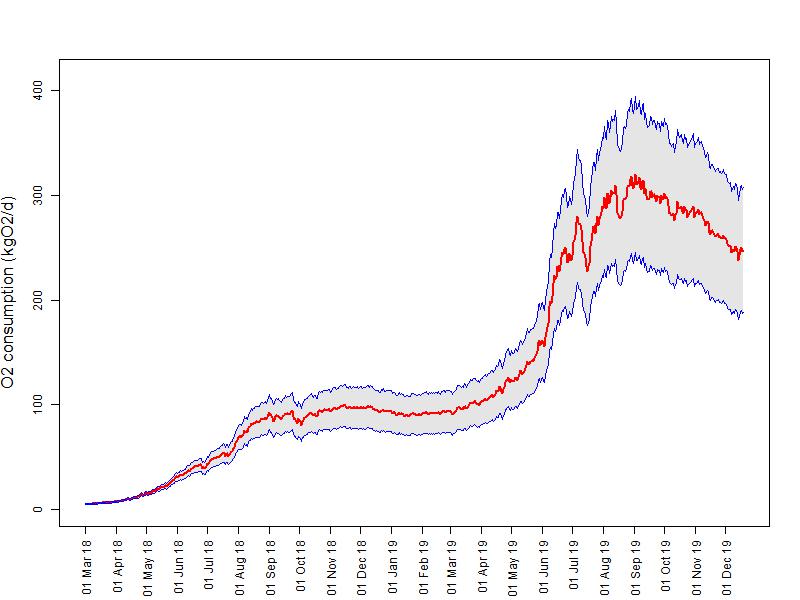 O2 consumption (kgO2/d)
400
300
200
100
0
01 Mar 18
01 Apr 18
01 May 18
01 Jun 18
01 Jul 18
01 Aug 18
01 Sep 18
01 Oct 18
01 Nov 18
01 Dec 18
01 Jan 19
01 Feb 19
01 Mar 19
01 Apr 19
01 May 19
01 Jun 19
01 Jul 19
01 Aug 19
01 Sep 19
01 Oct 19
01 Nov 19
01 Dec 19